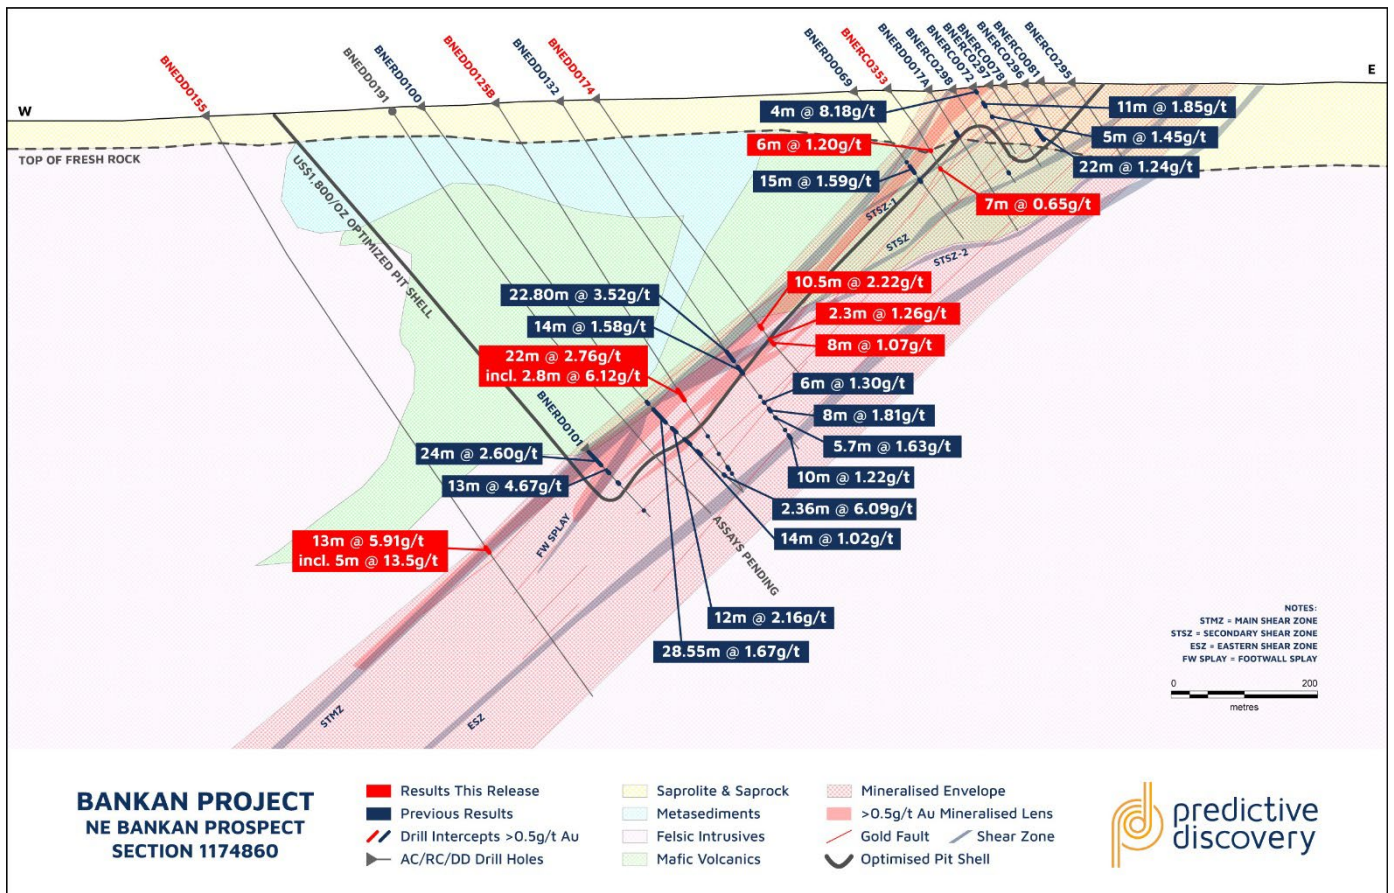 BNEDD0155
BNEDD0191
BNERD0100
BNEDD0125B
BNEDD0132
BNEDD0174
BNERD0069
BNERC0353
BNERD0017A
BNERC0298
BNERC0072
BNERC0297
BNERC0078
BNERC0296
BNERC0081
BNERC0295
W
E
TOP OF FRESH ROCK
US$1,800/OZ OPTIMIZED PIT SHELL
4m @ 8.18g/t
11m @ 1.85g/t
6m @ 1.20g/t
5m @ 1.45g/t
15m @ 1.59g/t
22m @ 1.24g/t
7m @ 0.65g/t
STSZ-1
STSZ
STSZ-2
22.80m @ 3.52g/t
10.5m @ 2.22g/t
14m @ 1.58g/t
2.3m @ 1.26g/t
22m @ 2.76g/t
incl. 2.8m @ 6.12g/t
8m @ 1.07g/t
6m @ 1.30g/t
8m @ 1.81g/t
BNERD0101
5.7m @ 1.63g/t
24m @ 2.60g/t
10m @ 1.22g/t
13m @ 4.67g/t
2.36m @ 6.09g/t
14m @ 1.02g/t
13m @ 5.91g/t
incl. 5m @ 13.5g/t
FW SPLAY
ASSAYS PENDING
12m @ 2.16g/t
28.55m @ 1.67g/t
STMZ
ESZ
NOTES:
STMZ = MAIN SHEAR ZONE
STSZ = SECONDARY SHEAR ZONE
ESZ = EASTERN SHEAR ZONE
FW SPLAY = FOOTWALL SPLAY
0 200
metres
BANKAN PROJECT
NE BANKAN PROSPECT
SECTION 1174860
Results This Release
Previous Results
Drill Intercepts >0.5g/t Au
AC/RC/DD Drill Holes
Saprolite & Saprock
Metasediments
Felsic Intrusives
Mafic Volcanics
Mineralised Envelope
>0.5g/t Au Mineralised Lens
Gold Fault
Shear Zone
Optimised Pit Shell
predictive
discovery